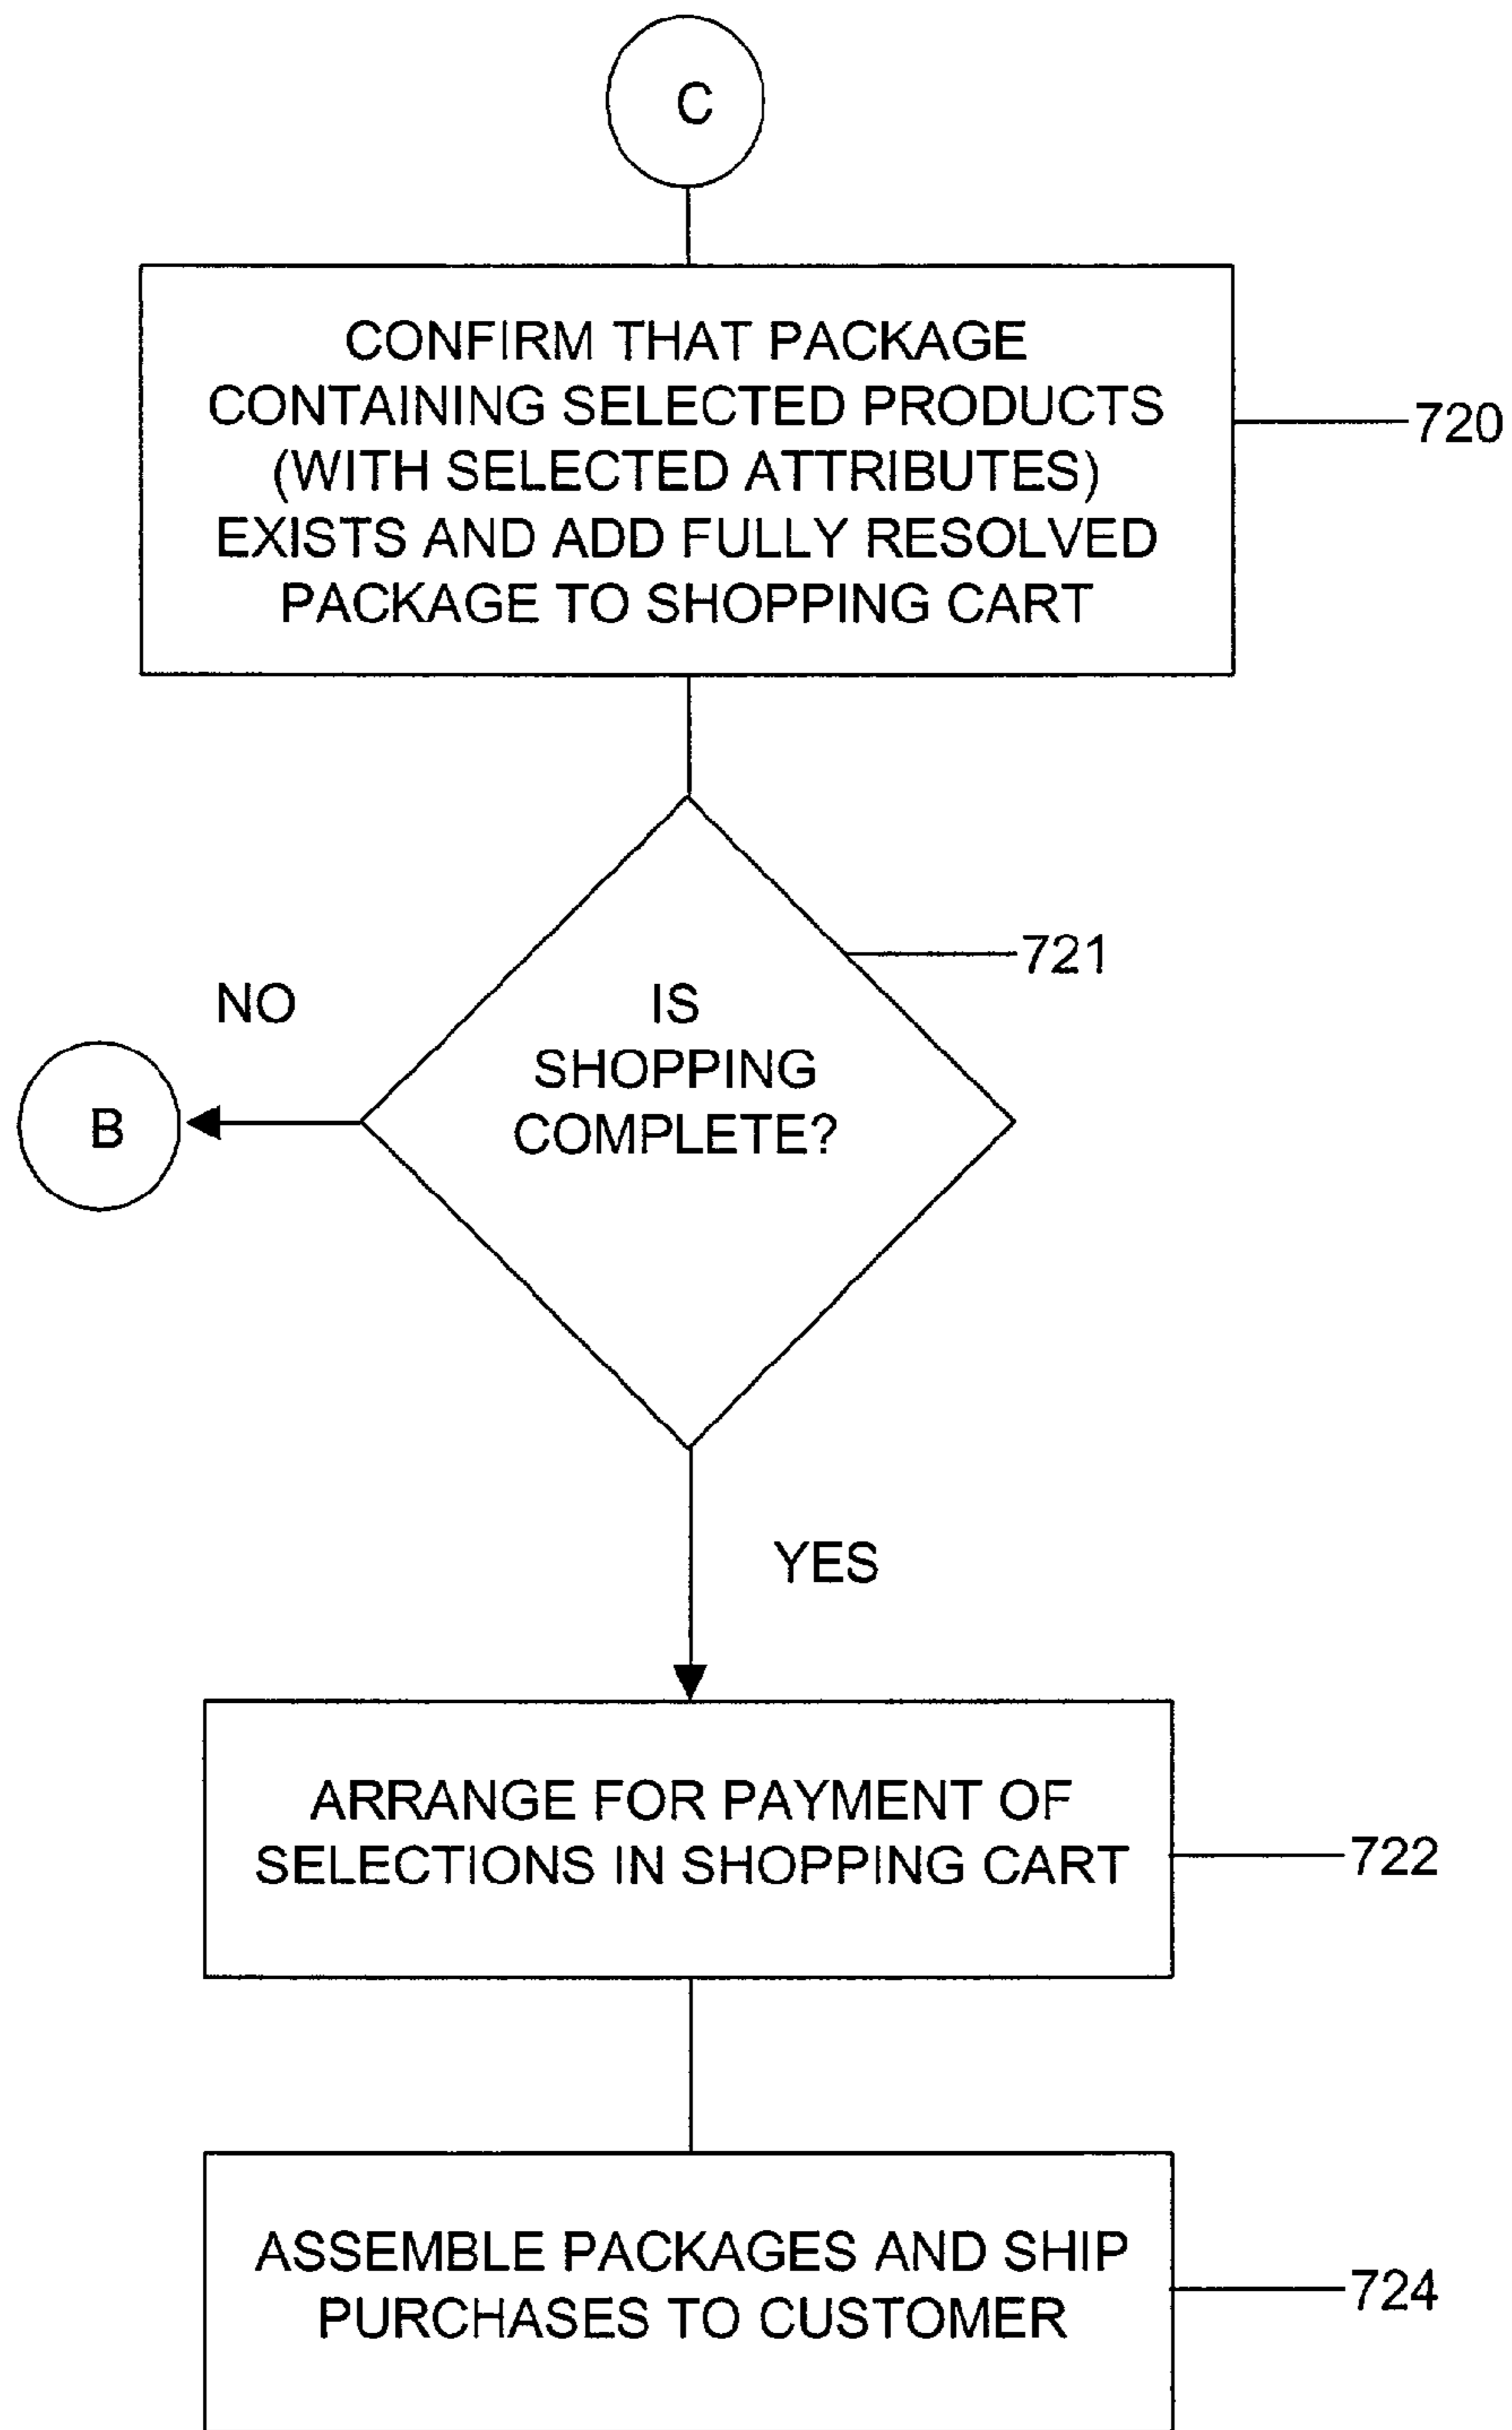 C
CONFIRM THAT PACKAGE
CONTAINING SELECTED PRODUCTS
(WITH SELECTED ATTRIBUTES)
EXISTS AND ADD FULLY RESOLVED
PACKAGE TO SHOPPING CART
720
721
NO
IS
SHOPPING
COMPLETE?
B
YES
ARRANGE FOR PAYMENT OF
SELECTIONS IN SHOPPING CART
722
ASSEMBLE PACKAGES AND SHIP
PURCHASES TO CUSTOMER
724